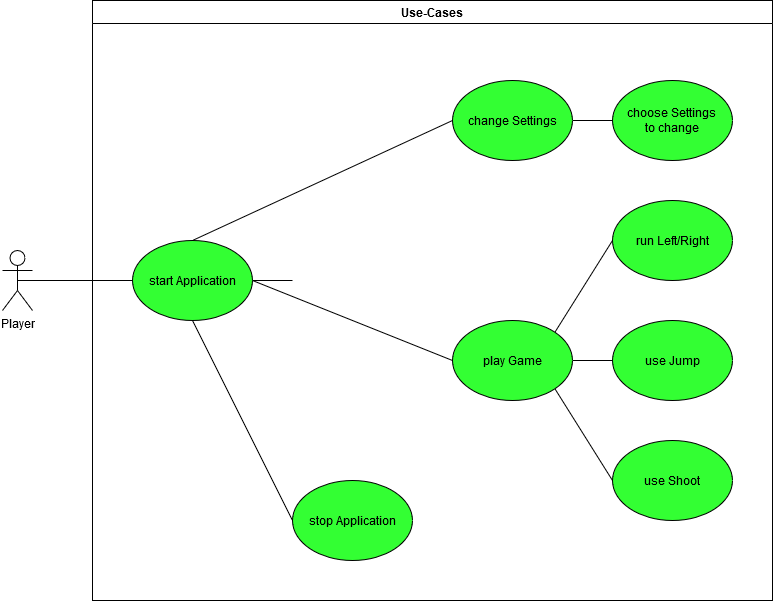 Use-Cases
change Settings
choose Settings
to change
run Left/Right
start Application
Player
play Game
use Jump
use Shoot
stop Application